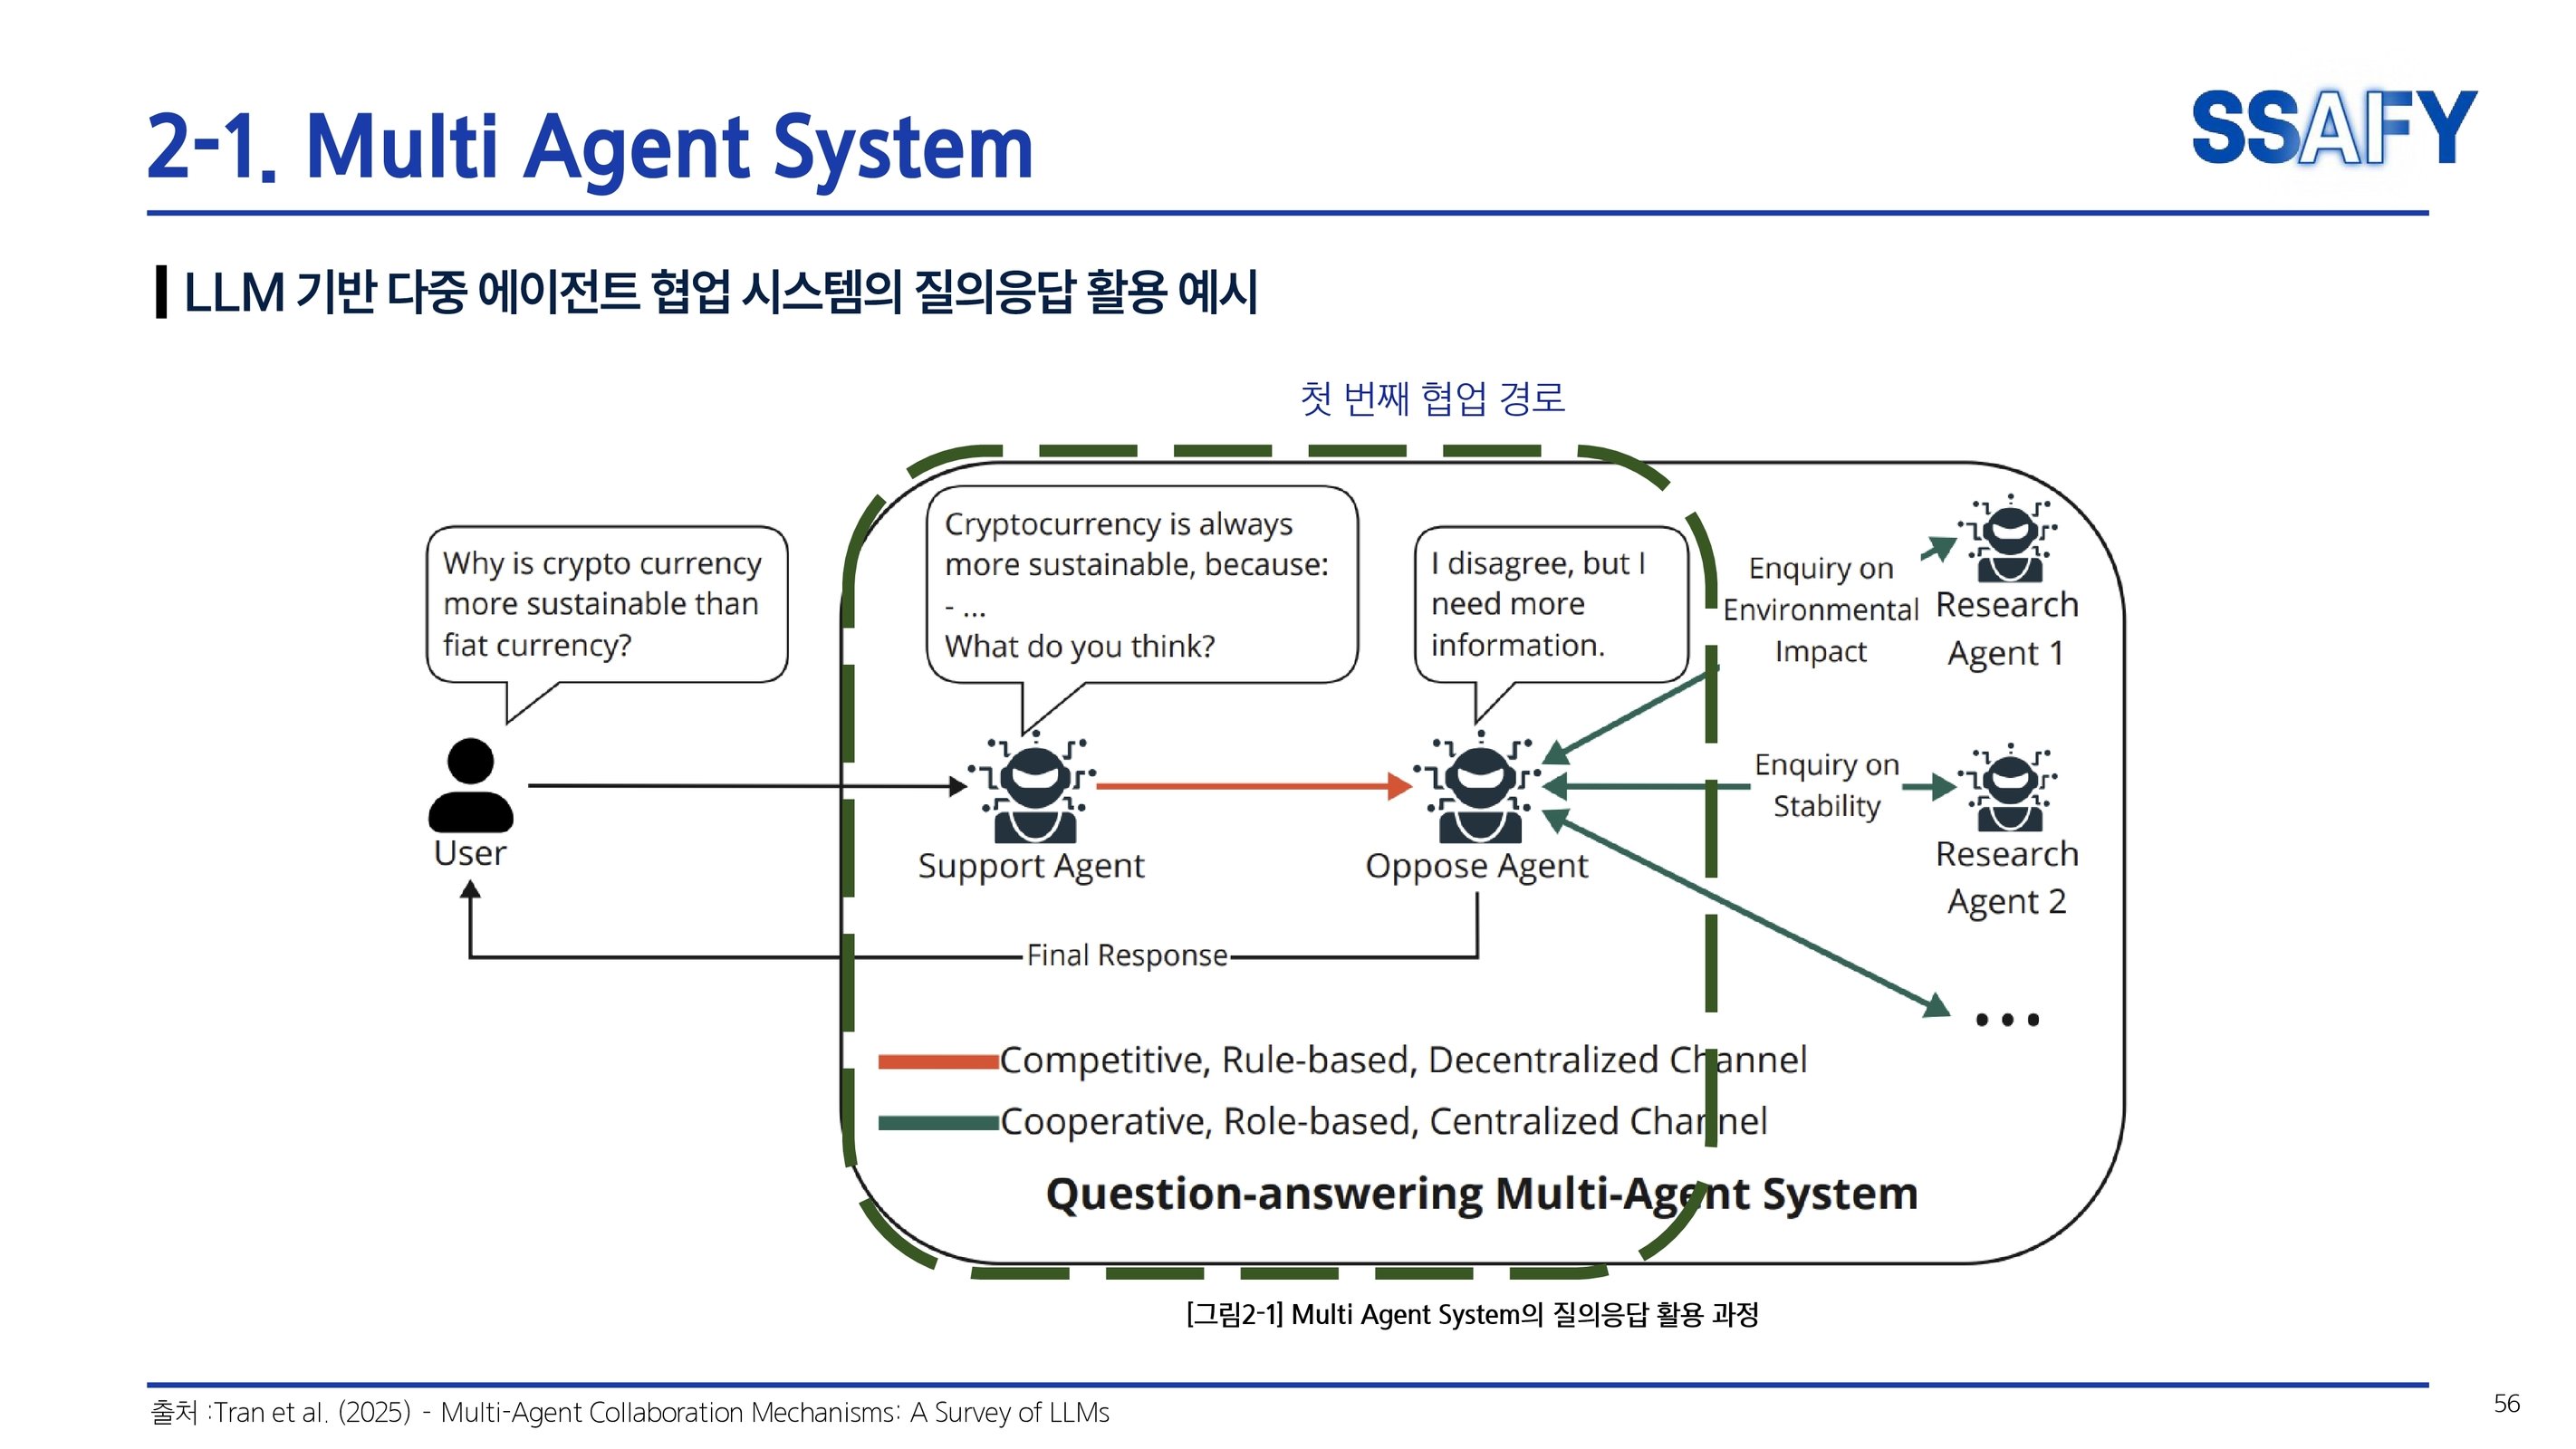 2-1. Multi Agent System
SSAFY
LLM 기반 다중 에이전트 협업 시스템의 질의응답 활용 예시
첫 번째 협업 경로
Why is crypto currency
more sustainable than
fiat currency?
User
Cryptocurrency is always
more sustainable, because:
- ...
What do you think?
Support Agent
I disagree, but I
need more
information.
Oppose Agent
Enquiry on
Environmental
Impact
Research
Agent 1
Enquiry on
Stability
Research
Agent 2
...
Final Response
Competitive, Rule-based, Decentralized Channel
Cooperative, Role-based, Centralized Channel
Question-answering Multi-Agent System
[그림2-1] Multi Agent System의 질의응답 활용 과정
출처 :Tran et al. (2025) - Multi-Agent Collaboration Mechanisms: A Survey of LLMs
56